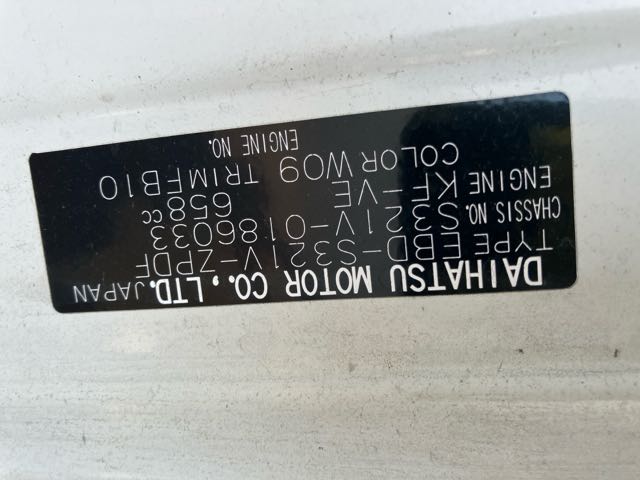 DAIHATSU MOTOR CO., LTD. JAPAN
TYPE EBD-S321V-ZPDF
CHASSIS NO. S321V-0186033
ENGINE KF-VE 658cc
COLOR W09 TRIM FB10
ENGINE NO.